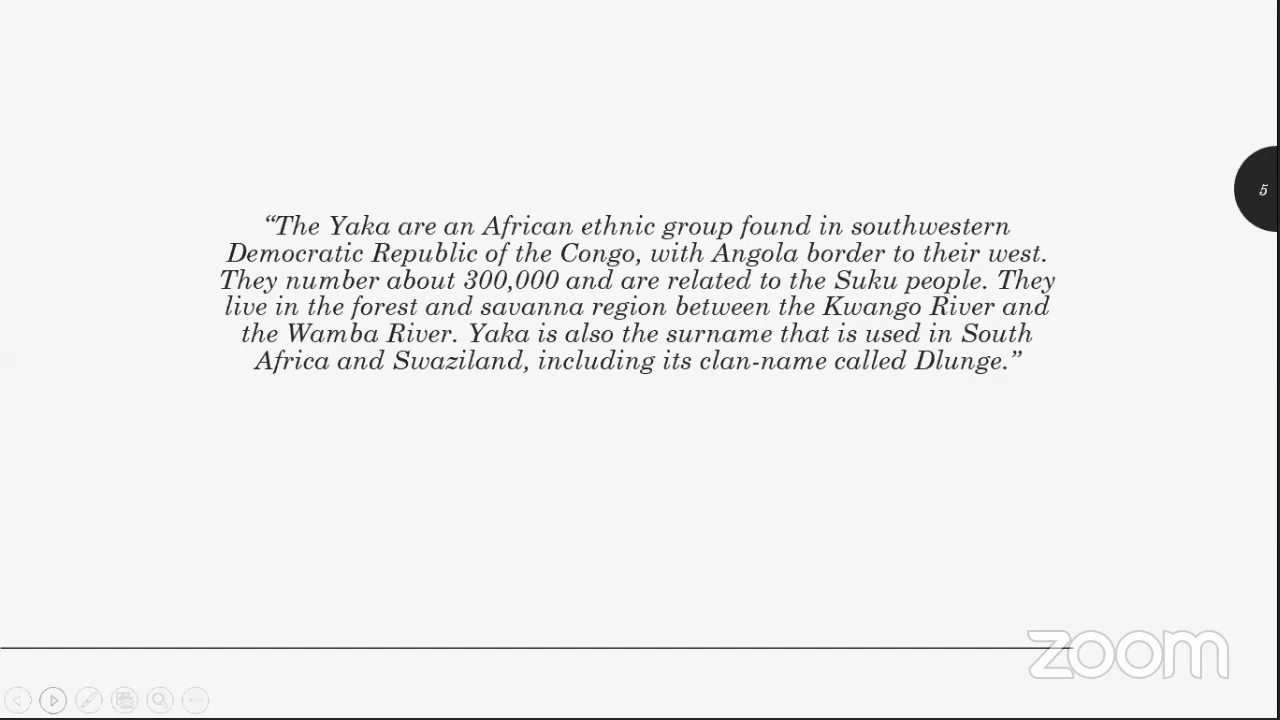 “The Yaka are an African ethnic group found in southwestern
Democratic Republic of the Congo, with Angola border to their west.
They number about 300,000 and are related to the Suku people. They
live in the forest and savanna region between the Kwango River and
the Wamba River. Yaka is also the surname that is used in South
Africa and Swaziland, including its clan-name called Dlunge.”
5
zoom